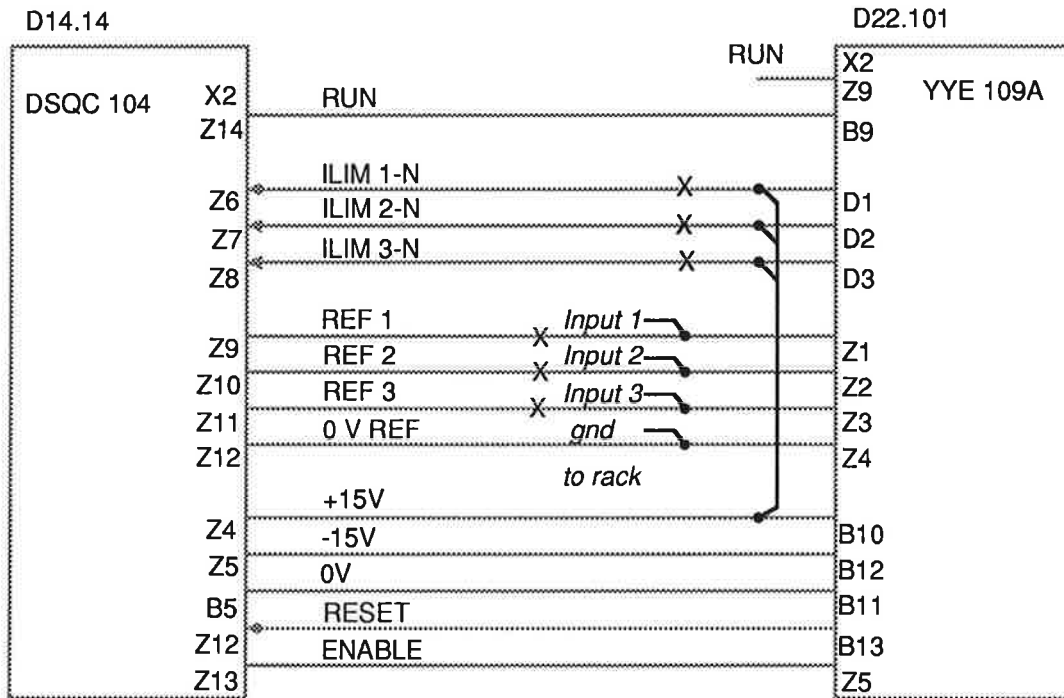 D14.14 D22.101
RUN X2
DSQC 104 X2 RUN Z9 YYE 109A
Z14 B9
ILIM 1-N
Z6 D1
ILIM 2-N
Z7 D2
ILIM 3-N
Z8 D3
REF 1 Input 1
Z9 Z1
REF 2 Input 2
Z10 Z2
REF 3 Input 3
Z11 Z3
0 V REF gnd
Z12 Z4
to rack
+15V
Z4 B10
-15V
Z5 B12
0V
B5 B11
RESET
Z12 B13
ENABLE
Z13 Z5